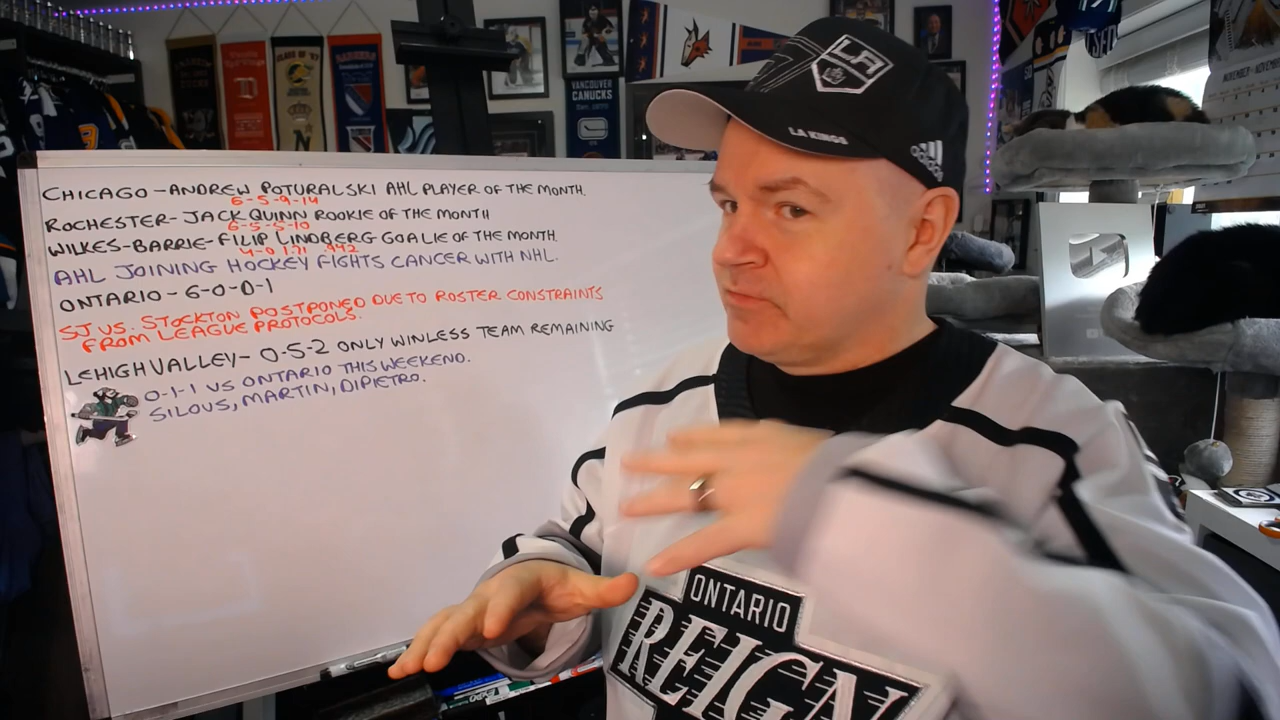 CHICAGO - ANDREW POTURALSKI AHL PLAYER OF THE MONTH.
6-5-9-14
ROCHESTER- JACK QUINN ROOKIE OF THE MONTH
6-5-5-10
WILKES-BARRIE- FILIP LINDBERG GOALIE OF THE MONTH.
4-0 1.71 .942
AHL JOINING HOCKEY FIGHTS CANCER WITH NHL.
ONTARIO - 6-0-0-1
SJ VS. STOCKTON POSTPONED DUE TO ROSTER CONSTRAINTS
FROM LEAGUE PROTOCOLS.
LEHIGH VALLEY- 0-5-2 ONLY WINLESS TEAM REMAINING
0-1-1 VS ONTARIO THIS WEEKEND.
SILOVS, MARTIN, DIPIETRO.
VANCOUVER
CANUCKS
LA
LA KINGS
adidas
ONTARIO
REIGN